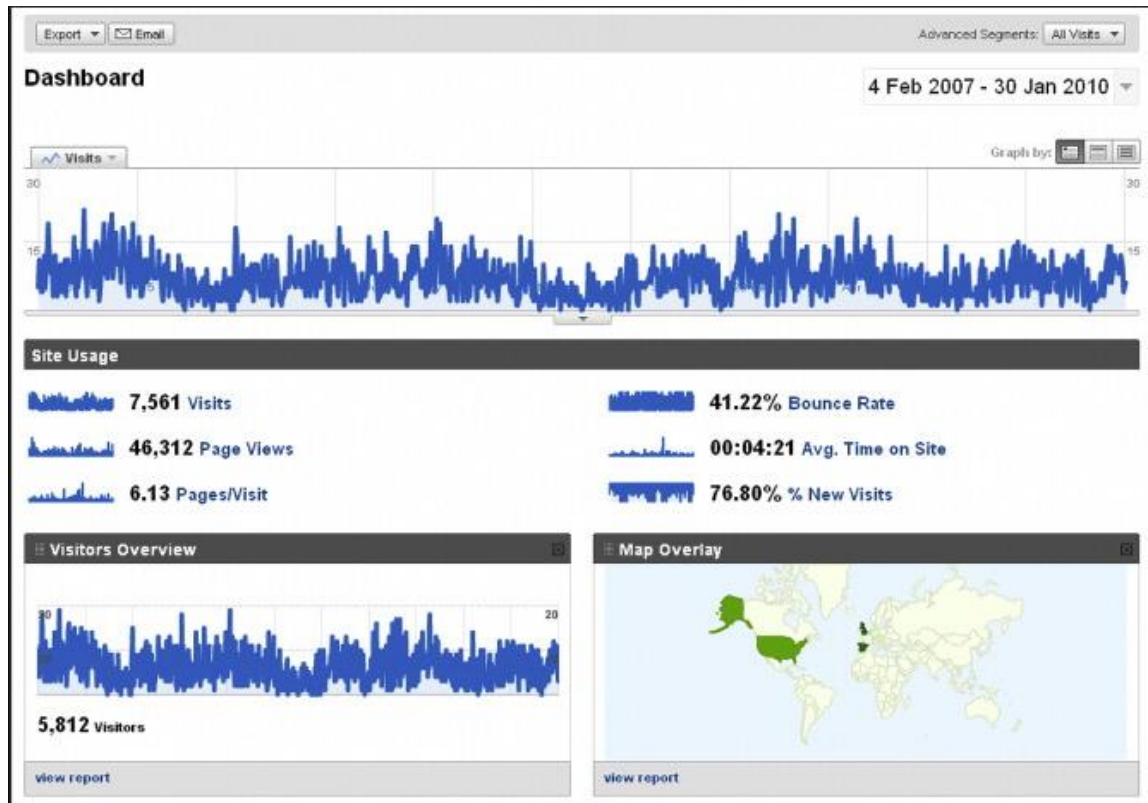 Export Email Advanced Segments: All Visits
Dashboard
4 Feb 2007 - 30 Jan 2010
Visits Graph by:
30 30
15 15
Site Usage
7,561 Visits 41.22% Bounce Rate
46,312 Page Views 00:04:21 Avg. Time on Site
6.13 Pages/Visit 76.80% % New Visits
Visitors Overview Map Overlay
20 20
5,812 Visitors
view report view report